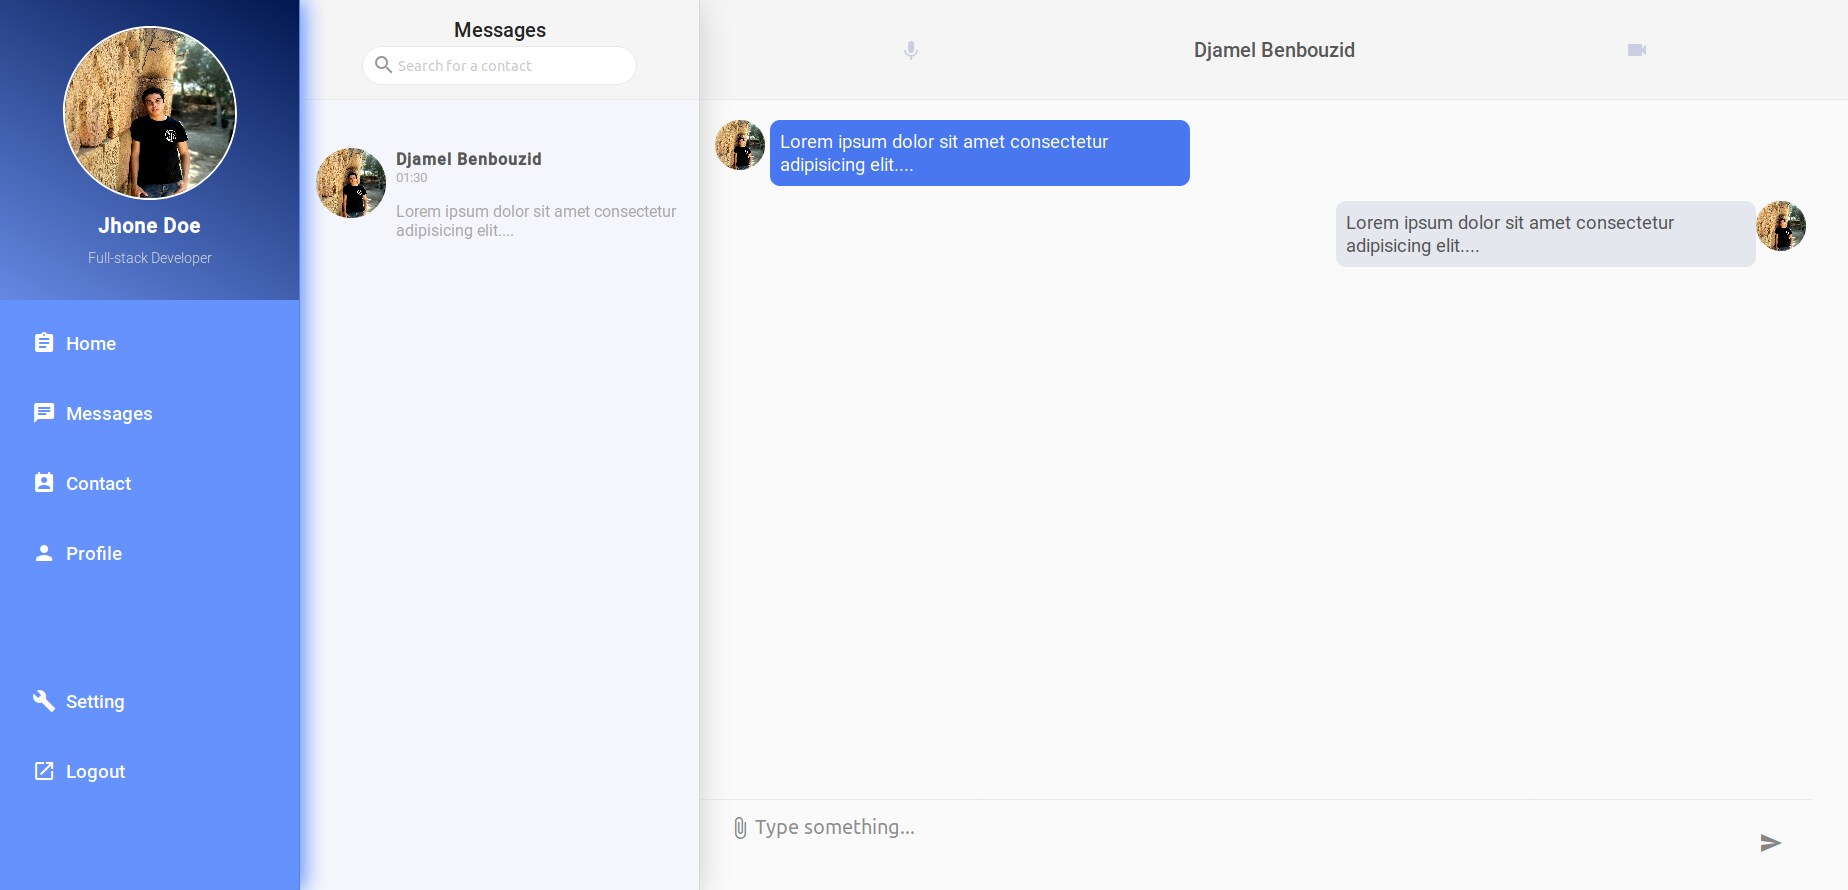 Jhone Doe
Full-stack Developer
Home
Messages
Contact
Profile
Setting
Logout
Messages
Search for a contact
Djamel Benbouzid
01:30
Lorem ipsum dolor sit amet consectetur
adipisicing elit....
Djamel Benbouzid
Lorem ipsum dolor sit amet consectetur
adipisicing elit....
Lorem ipsum dolor sit amet consectetur
adipisicing elit....
Type something...